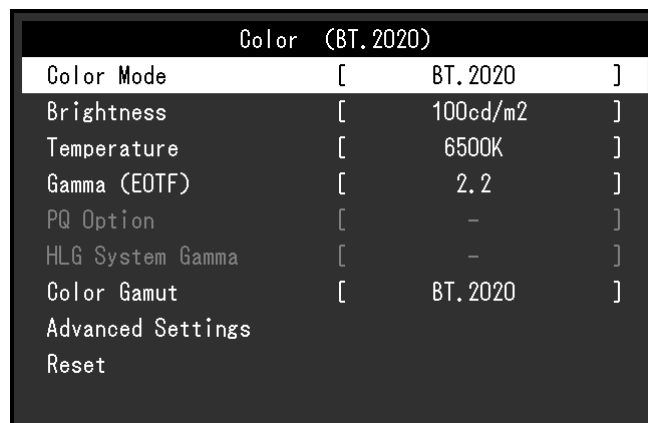 Color (BT.2020)
Color Mode [ BT.2020 ]
Brightness [ 100cd/m2 ]
Temperature [ 6500K ]
Gamma (EOTF) [ 2.2 ]
PQ Option [ – ]
HLG System Gamma [ – ]
Color Gamut [ BT.2020 ]
Advanced Settings
Reset